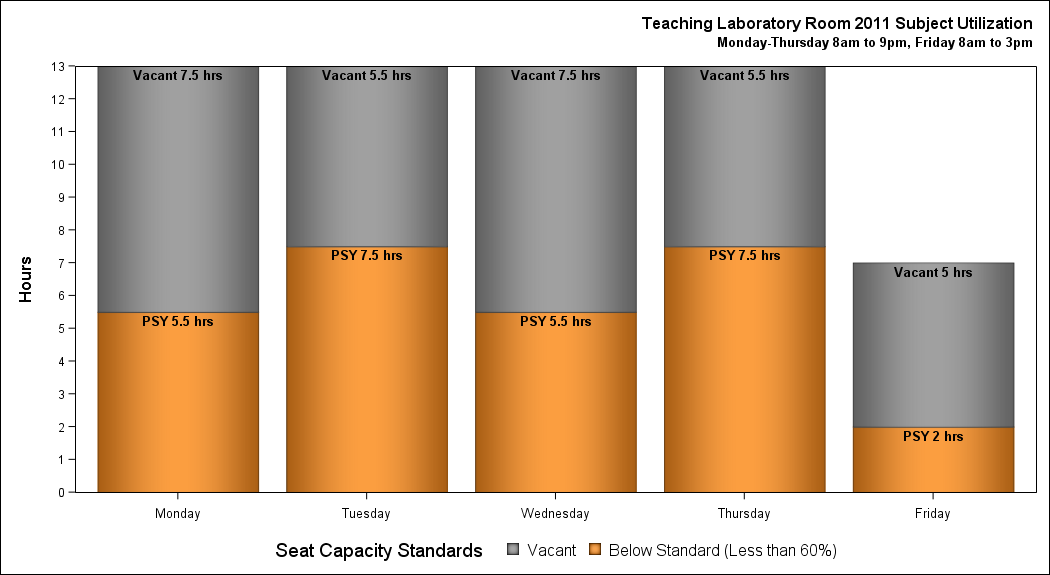 Teaching Laboratory Room 2011 Subject Utilization
Monday-Thursday 8am to 9pm, Friday 8am to 3pm
Hours
13
12
11
10
9
8
7
6
5
4
3
2
1
0
Vacant 7.5 hrs
Vacant 5.5 hrs
Vacant 7.5 hrs
Vacant 5.5 hrs
Vacant 5 hrs
PSY 5.5 hrs
PSY 7.5 hrs
PSY 5.5 hrs
PSY 7.5 hrs
PSY 2 hrs
Monday
Tuesday
Wednesday
Thursday
Friday
Seat Capacity Standards
Vacant
Below Standard (Less than 60%)